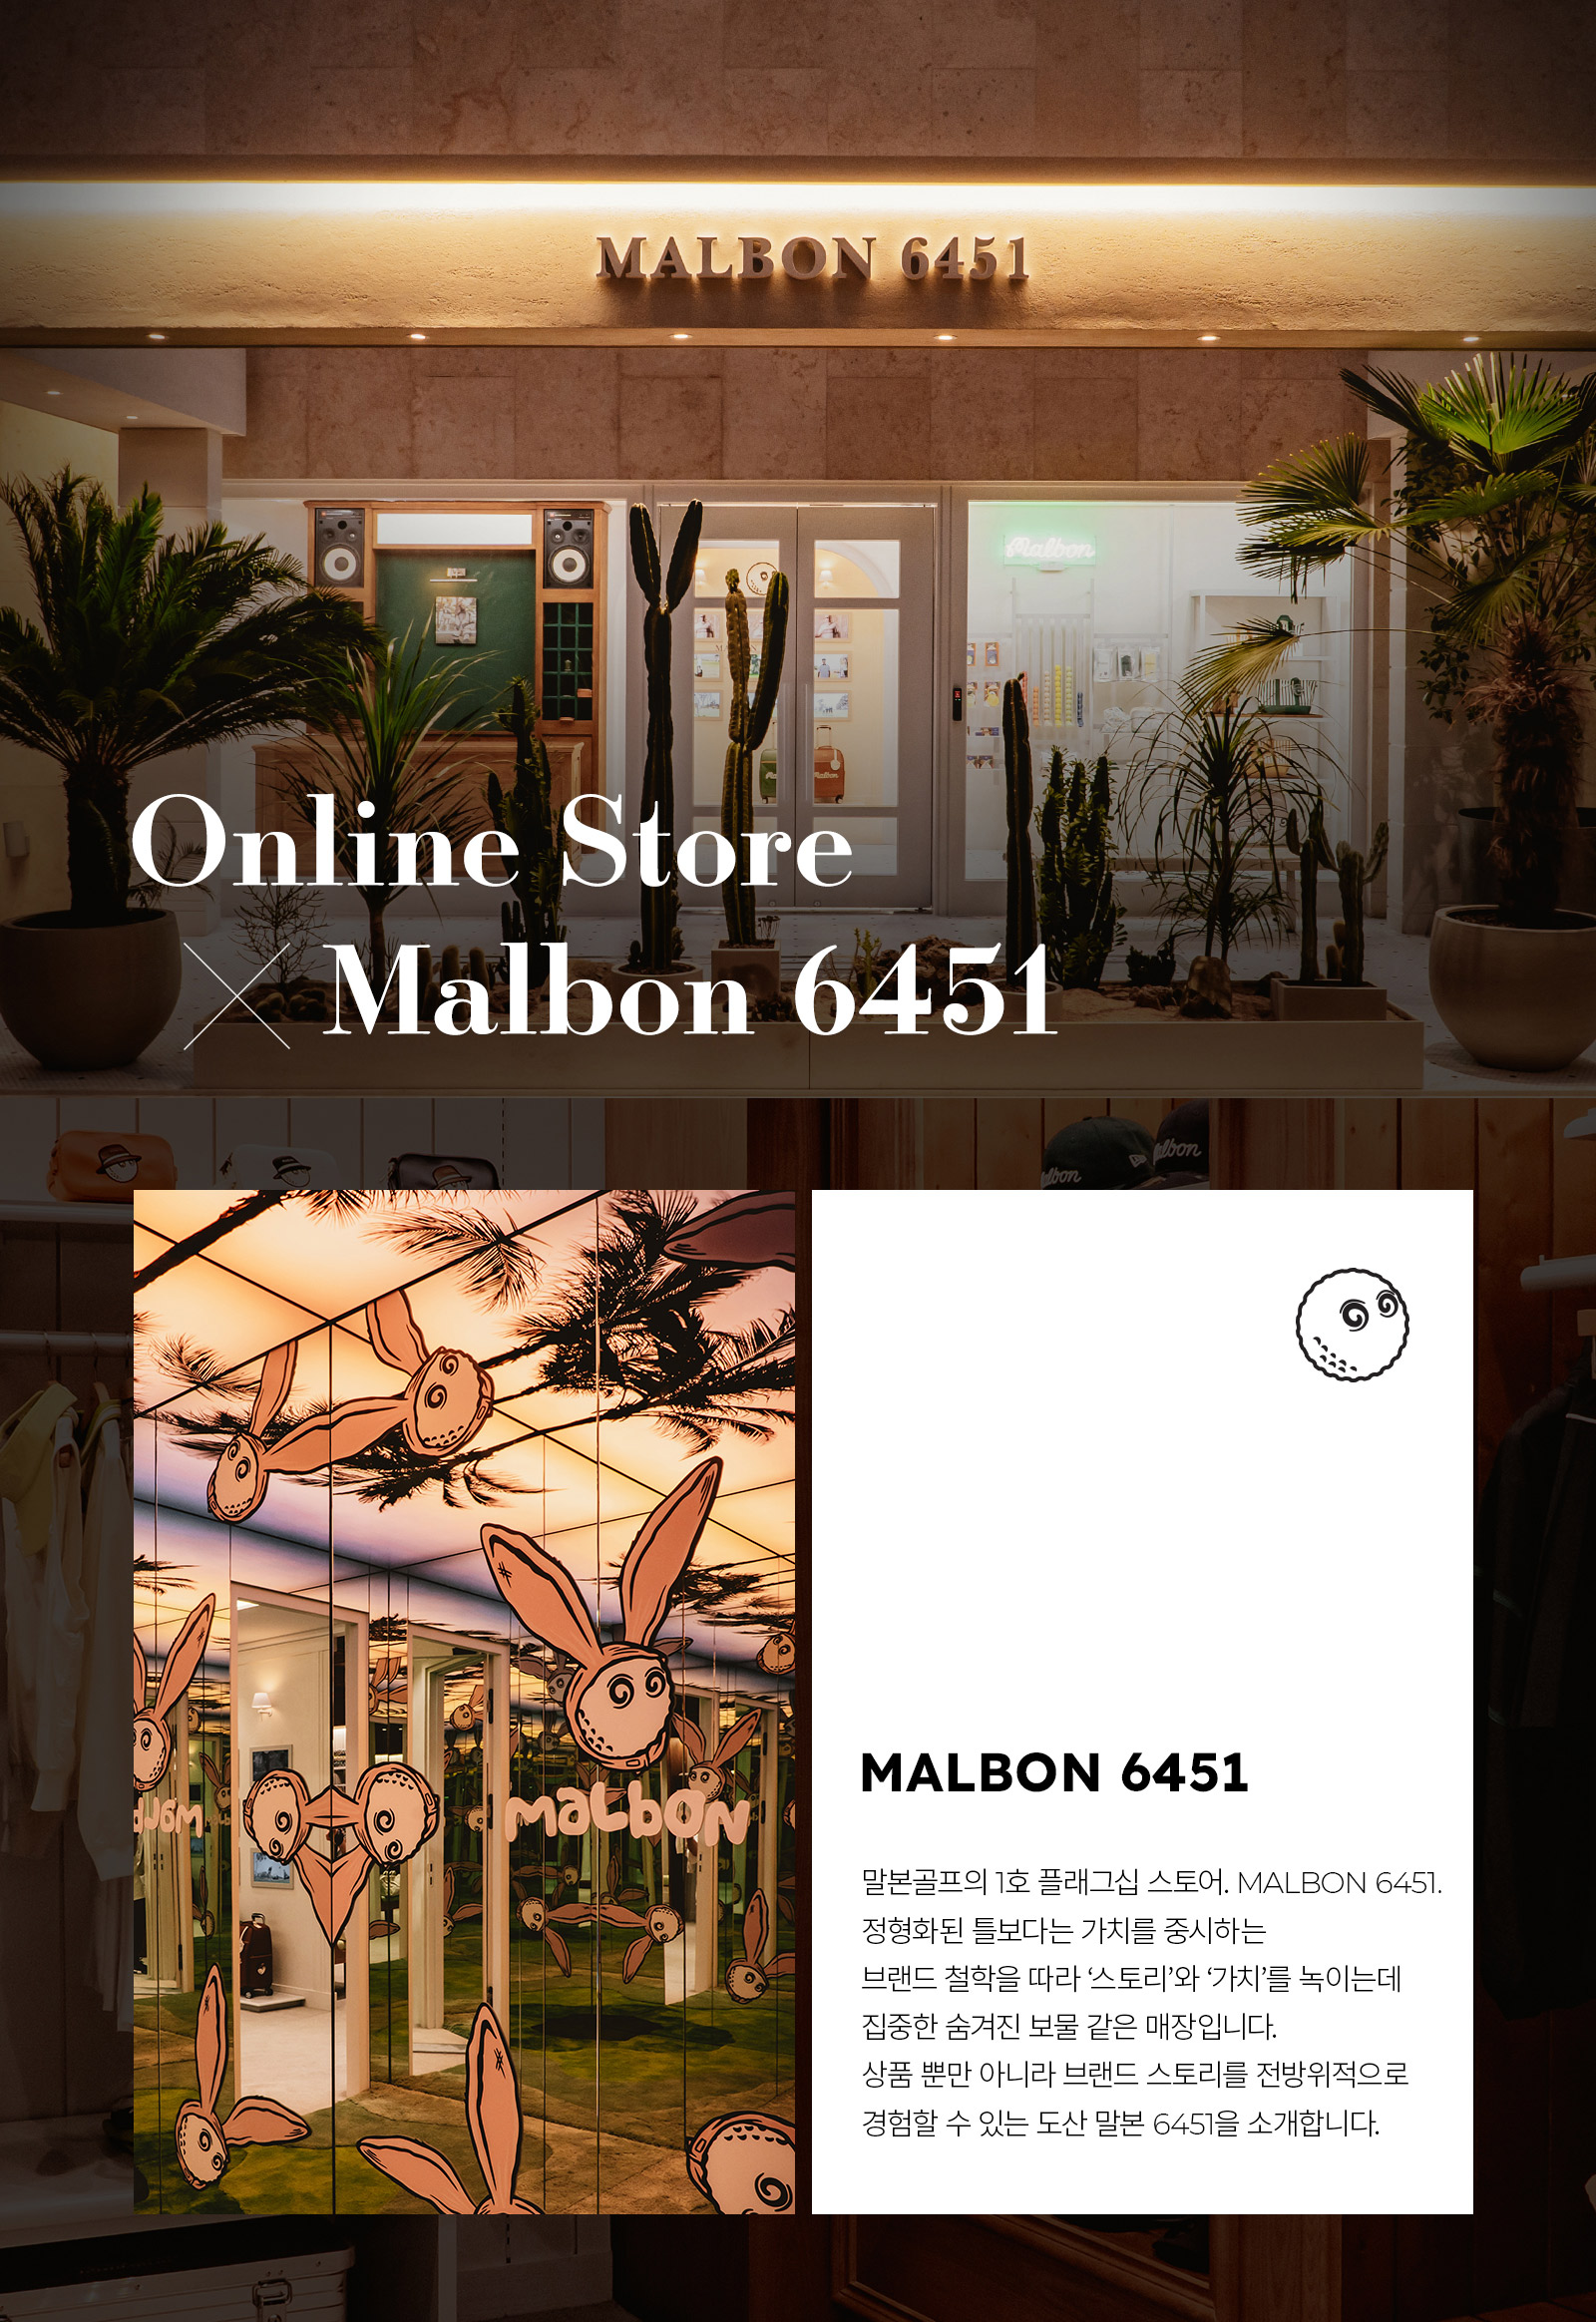 MALBON 6451
Malbon
Online Store
Malbon 6451
Malbon
MALBON
MALBON 6451
말본골프의 1호 플래그십 스토어. MALBON 6451.
정형화된 틀보다는 가치를 중시하는
브랜드 철학을 따라 ‘스토리’와 ‘가치’를 녹이는데
집중한 숨겨진 보물 같은 매장입니다.
상품 뿐만 아니라 브랜드 스토리를 전방위적으로
경험할 수 있는 도산 말본 6451을 소개합니다.